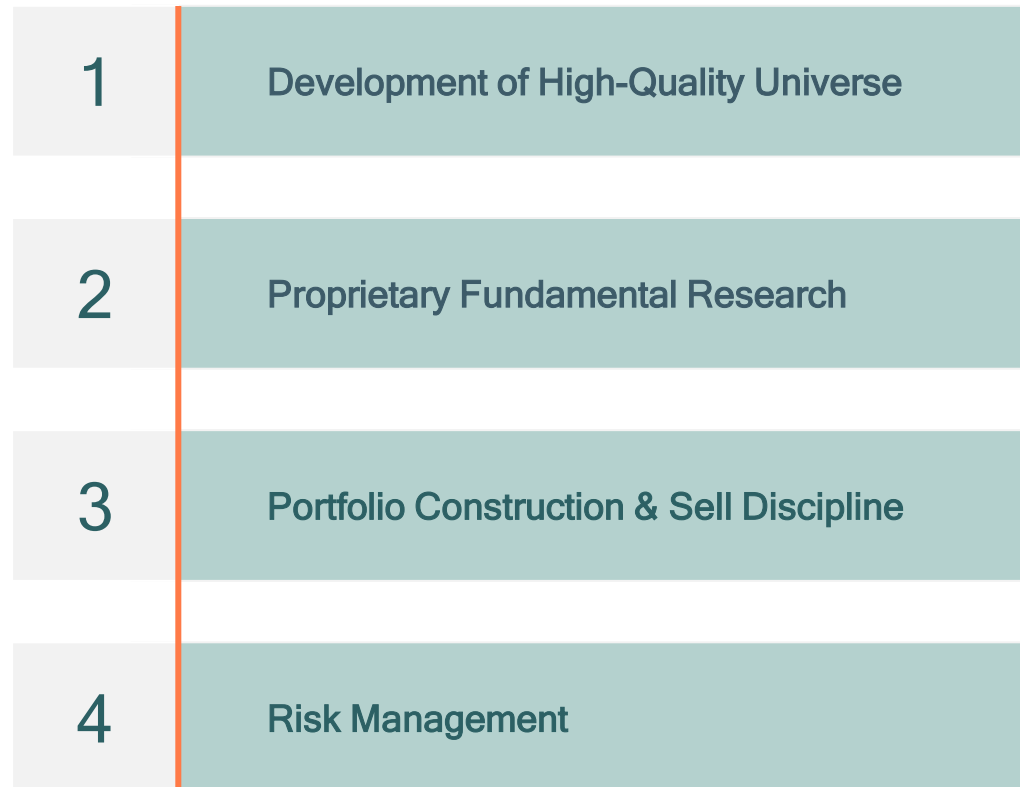 1
Development of High-Quality Universe
2
Proprietary Fundamental Research
3
Portfolio Construction & Sell Discipline
4
Risk Management